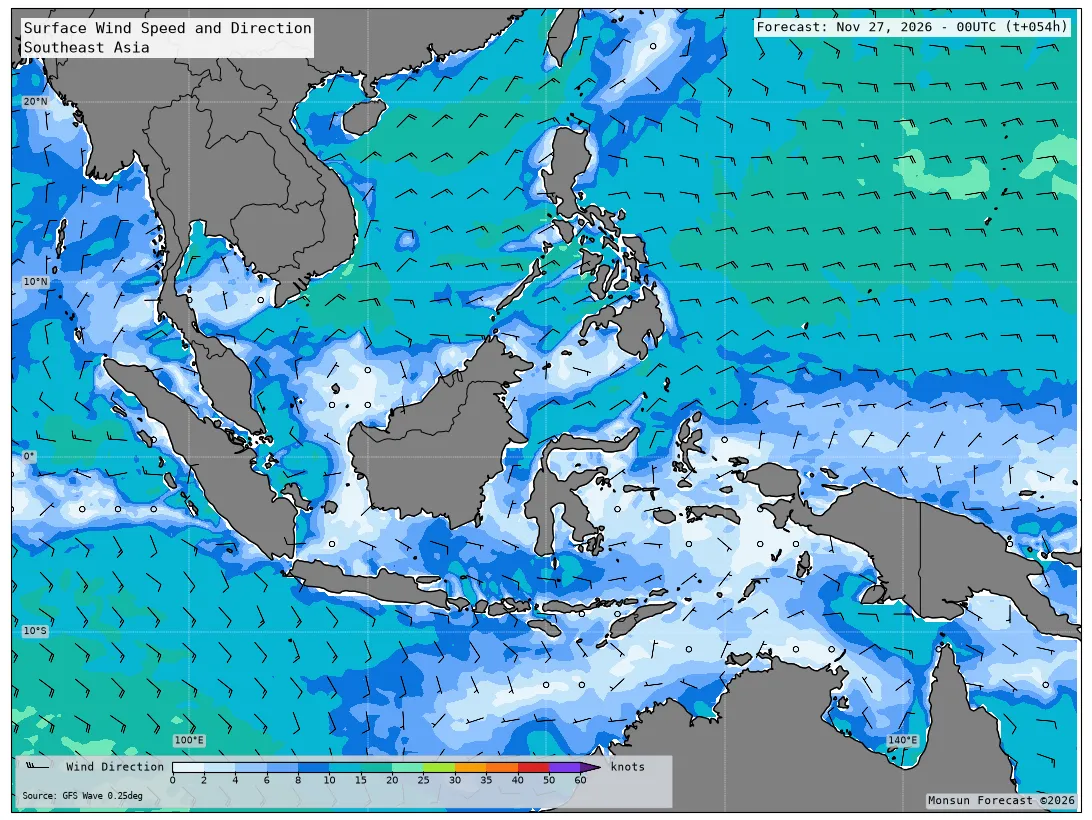 Surface Wind Speed and Direction
Southeast Asia
Forecast: Nov 27, 2026 - 00UTC (t+054h)
20°N
10°N
0°
10°S
100°E
140°E
Wind Direction
0 2 4 6 8 10 15 20 25 30 35 40 50 60
knots
Source: GFS Wave 0.25deg
Monsun Forecast ©2026